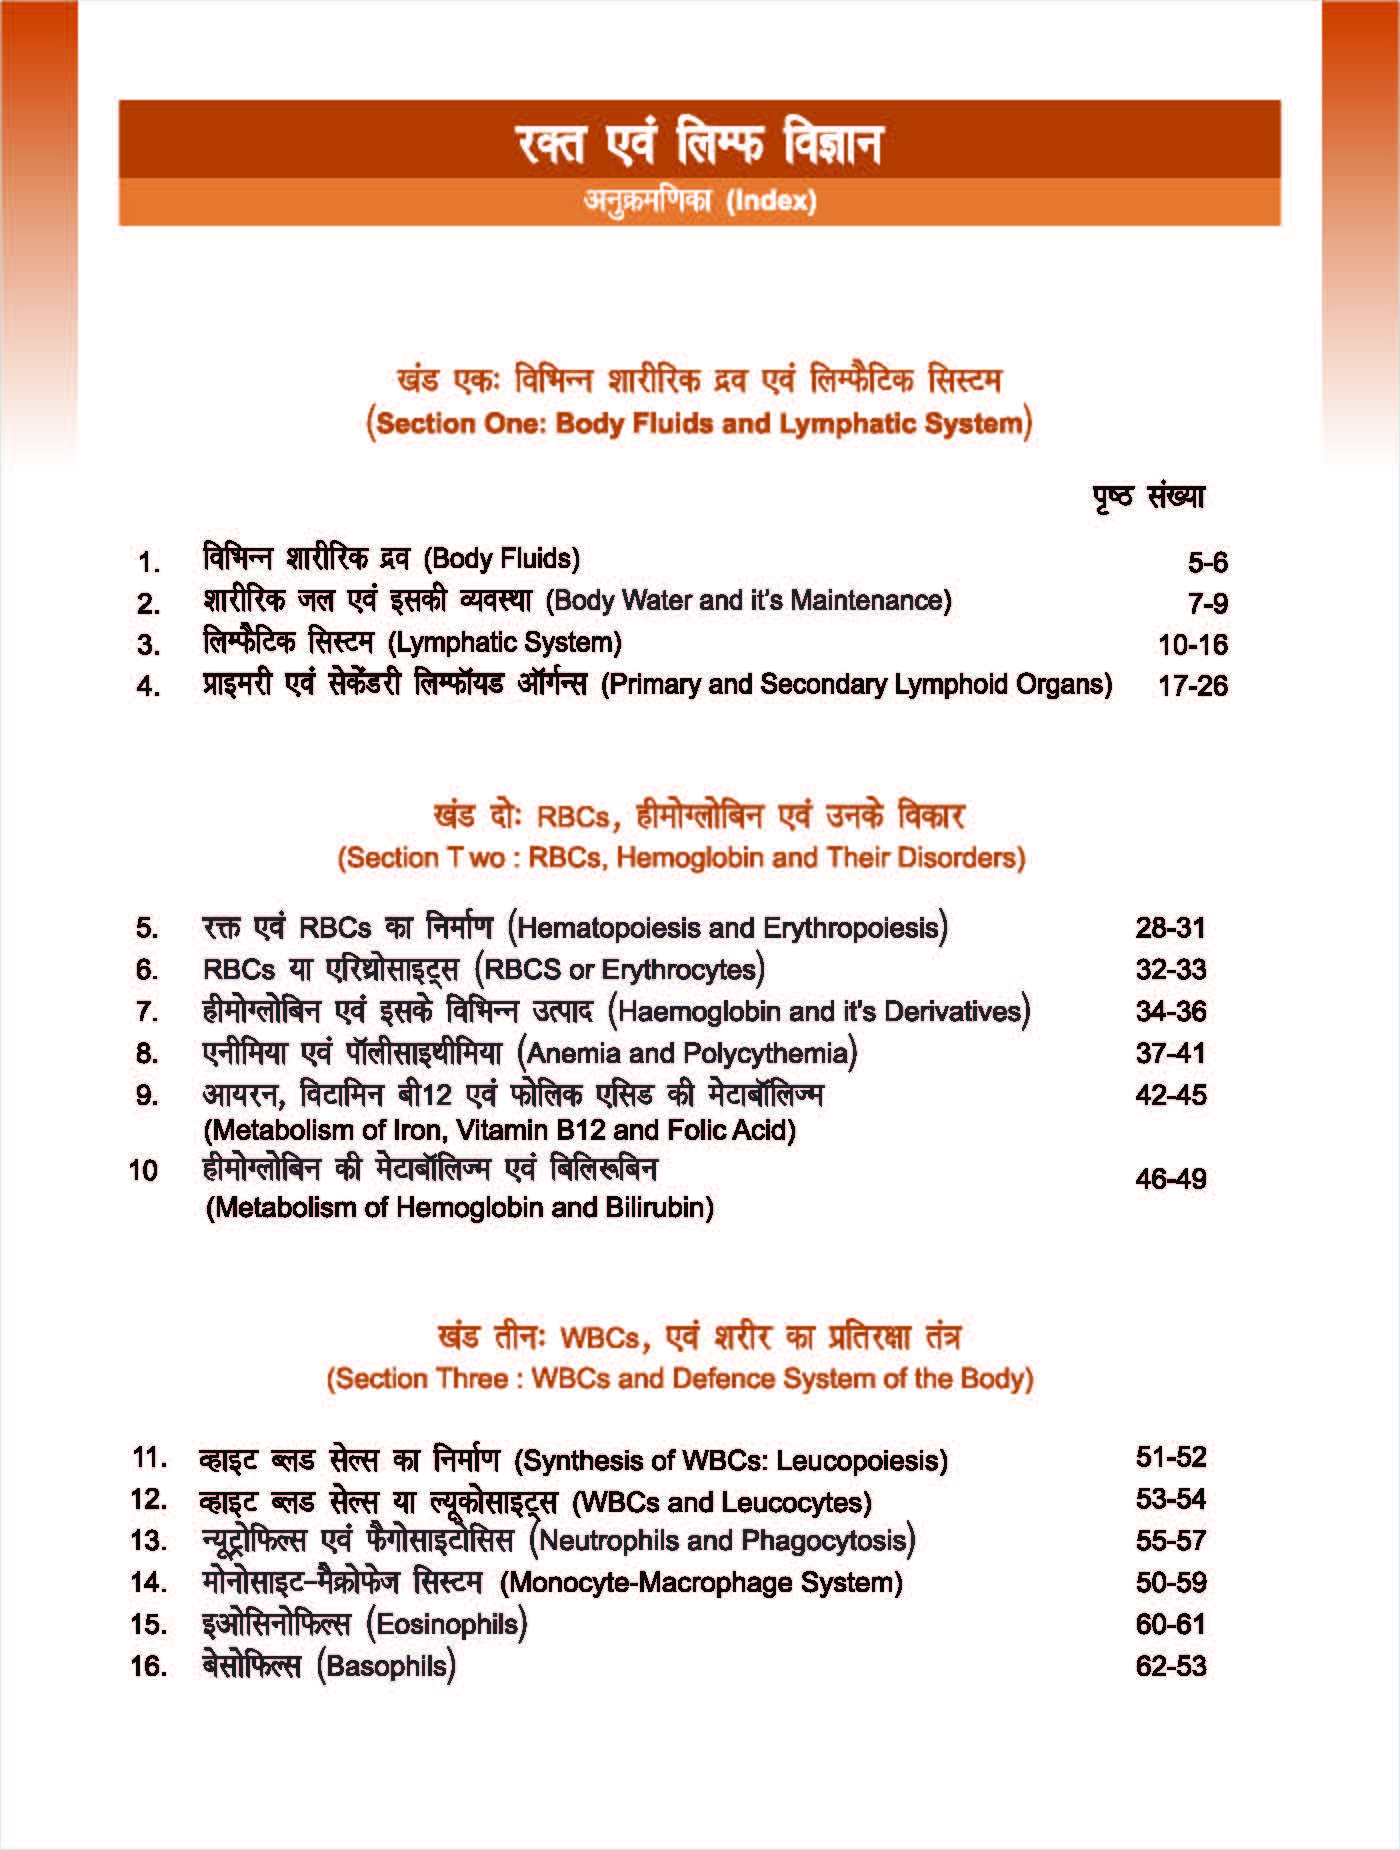 रक्त एवं लिम्फ विज्ञान
अनुक्रमणिका (Index)
खंड एकः विभिन्न शारीरिक द्रव एवं लिम्फैटिक सिस्टम
(Section One: Body Fluids and Lymphatic System)
पृष्ठ संख्या
1. विभिन्न शारीरिक द्रव (Body Fluids) 5-6
2. शारीरिक जल एवं इसकी व्यवस्था (Body Water and it's Maintenance) 7-9
3. लिम्फैटिक सिस्टम (Lymphatic System) 10-16
4. प्राइमरी एवं सेकेंडरी लिम्फॉयड ऑर्गन्स (Primary and Secondary Lymphoid Organs) 17-26
खंड दोः RBCs, हीमोग्लोबिन एवं उनके विकार
(Section Two : RBCs, Hemoglobin and Their Disorders)
5. रक्त एवं RBCs का निर्माण (Hematopoiesis and Erythropoiesis) 28-31
6. RBCs या एरिथ्रोसाइट्स (RBCS or Erythrocytes) 32-33
7. हीमोग्लोबिन एवं इसके विभिन्न उत्पाद (Haemoglobin and it's Derivatives) 34-36
8. एनीमिया एवं पॉलीसाइथीमिया (Anemia and Polycythemia) 37-41
9. आयरन, विटामिन बी12 एवं फोलिक एसिड की मेटाबॉलिज्म 42-45
(Metabolism of Iron, Vitamin B12 and Folic Acid)
10 हीमोग्लोबिन की मेटाबॉलिज्म एवं बिलिरूबिन 46-49
(Metabolism of Hemoglobin and Bilirubin)
खंड तीनः WBCs, एवं शरीर का प्रतिरक्षा तंत्र
(Section Three : WBCs and Defence System of the Body)
11. व्हाइट ब्लड सेल्स का निर्माण (Synthesis of WBCs: Leucopoiesis) 51-52
12. व्हाइट ब्लड सेल्स या ल्यूकोसाइट्स (WBCs and Leucocytes) 53-54
13. न्यूट्रोफिल्स एवं फैगोसाइटोसिस (Neutrophils and Phagocytosis) 55-57
14. मोनोसाइट-मैक्रोफेज सिस्टम (Monocyte-Macrophage System) 50-59
15. इओसिनोफिल्स (Eosinophils) 60-61
16. बेसोफिल्स (Basophils) 62-53